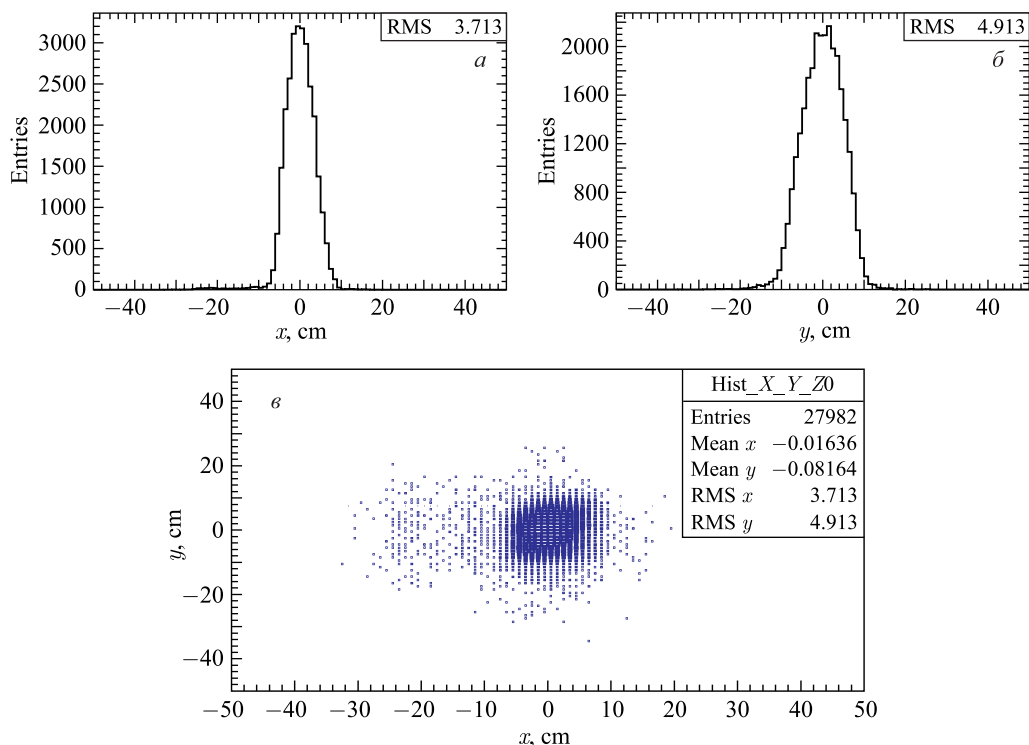 RMS 3.713
а
3000
2500
2000
1500
1000
500
0
Entries
−40 −20 0 20 40
x, cm
RMS 4.913
б
2000
1600
1200
800
400
0
Entries
−40 −20 0 20 40
y, cm
в
Hist_X_Y_Z0
Entries 27982
Mean x −0.01636
Mean y −0.08164
RMS x 3.713
RMS y 4.913
40
20
0
−20
−40
y, cm
−50 −40 −30 −20 −10 0 10 20 30 40 50
x, cm